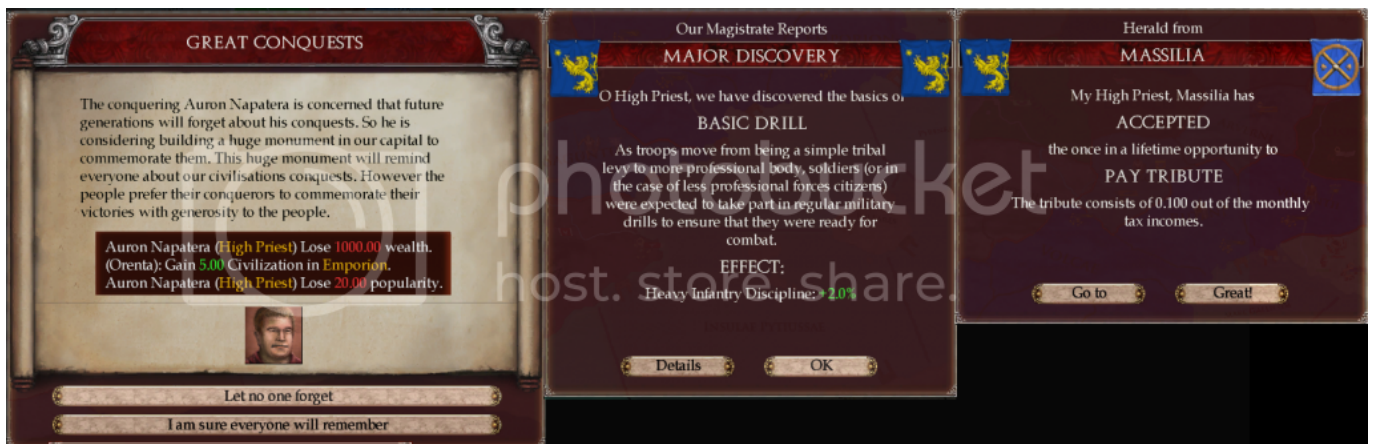 GREAT CONQUESTS
The conquering Auron Napatera is concerned that future
generations will forget about his conquests. So he is
considering building a huge monument in our capital to
commemorate them. This huge monument will remind
everyone about our civilisations conquests. However the
people prefer their conquerors to commemorate their
victories with generosity to the people.
Auron Napatera (High Priest) Lose 1000.00 wealth.
(Orenta): Gain 5.00 Civilization in Emporion.
Auron Napatera (High Priest) Lose 20.00 popularity.
Let no one forget
I am sure everyone will remember
Our Magistrate Reports
MAJOR DISCOVERY
O High Priest, we have discovered the basics of
BASIC DRILL
As troops move from being a simple tribal
levy to more professional body, soldiers (or in
the case of less professional forces citizens)
were expected to take part in regular military
drills to ensure that they were ready for
combat.
EFFECT:
Heavy Infantry Discipline: +2.0%
Details
OK
Herald from
MASSILIA
My High Priest, Massilia has
ACCEPTED
the once in a lifetime opportunity to
PAY TRIBUTE
The tribute consists of 0.100 out of the monthly
tax incomes.
Go to
Great!
photobucket
host. store. share.